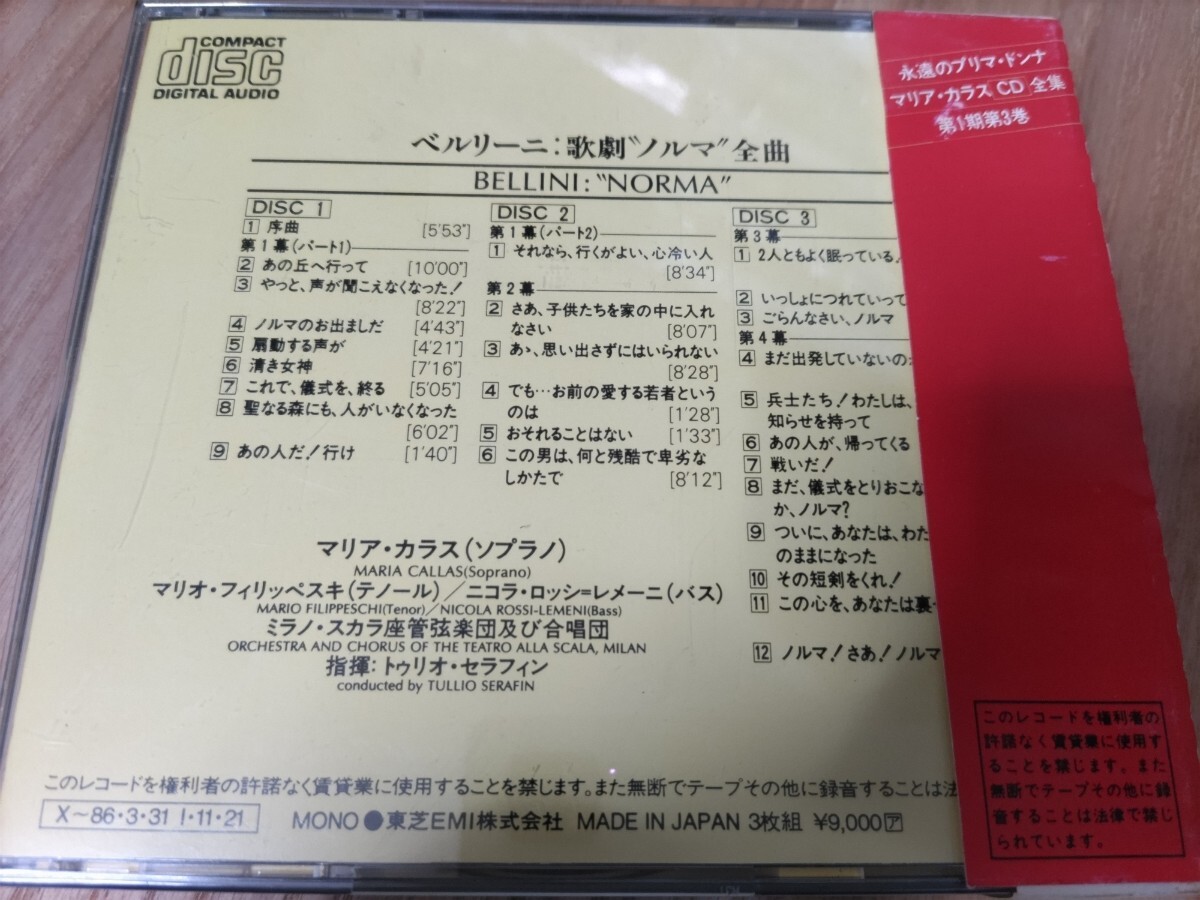 COMPACT
disc
DIGITAL AUDIO
ベルリーニ:歌劇“ノルマ”全曲
BELLINI: “NORMA”
DISC 1
1 序曲 [5'53"]
第1幕(パート1)
2 あの丘へ行って [10'00"]
3 やっと、声が聞こえなくなった!
[8'22"]
4 ノルマのお出ましだ [4'43"]
5 扇動する声が [4'21"]
6 清き女神 [7'16"]
7 これで、儀式を、終る [5'05"]
8 聖なる森にも、人がいなくなった
[6'02"]
9 あの人だ!行け [1'40"]
DISC 2
第1幕(パート2)
1 それなら、行くがよい、心冷い人
[8'34"]
第2幕
2 さあ、子供たちを家の中に入れ
なさい [8'07"]
3 あゝ、思い出さずにはいられない
[8'28"]
4 でも…お前の愛する若者という
のは [1'28"]
5 おそれることはない [1'33"]
6 この男は、何と残酷で卑劣な
しかたで [8'12"]
DISC 3
第3幕
1 2人ともよく眠っている
2 いっしょにつれていって
3 ごらんなさい、ノルマ
第4幕
4 まだ出発していないの
5 兵士たち!わたしは、
知らせを持って
6 あの人が、帰ってくる
7 戦いだ!
8 まだ、儀式をとりおこな
か、ノルマ?
9 ついに、あなたは、わた
のままになった
10 その短剣をくれ!
11 この心を、あなたは裏
12 ノルマ!さあ!ノルマ
マリア・カラス(ソプラノ)
MARIA CALLAS(Soprano)
マリオ・フィリッペスキ(テノール)/ニコラ・ロッシ=レメーニ(バス)
MARIO FILIPPESCHI(Tenor)/NICOLA ROSSI-LEMENI(Bass)
ミラノ・スカラ座管弦楽団及び合唱団
ORCHESTRA AND CHORUS OF THE TEATRO ALLA SCALA, MILAN
指揮:トゥリオ・セラフィン
conducted by TULLIO SERAFIN
このレコードを権利者の許諾なく賃貸業に使用することを禁じます。また無断でテープその他に録音することは法
X〜86・3・31 I・11・21
MONO ●東芝EMI株式会社 MADE IN JAPAN 3枚組 ¥9,000 ア
永遠のプリマ・ドンナ
マリア・カラス CD 全集
第1期第3巻
このレコードを権利者の
許諾なく賃貸業に使用す
ることを禁じます。また
無断でテープその他に録
音することは法律で禁じ
られています。